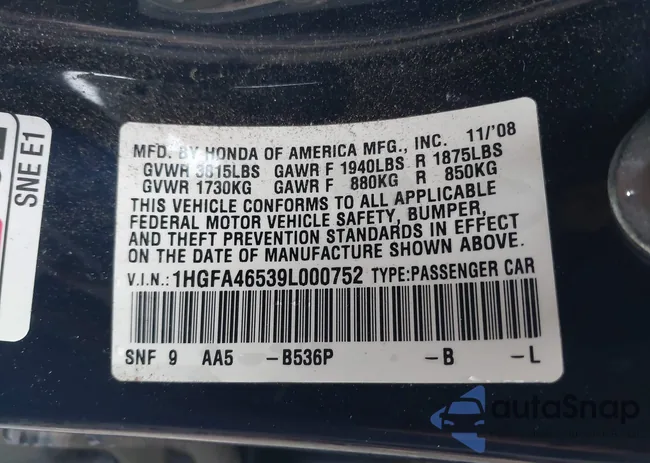 SNE E1
MFD. BY HONDA OF AMERICA MFG., INC. 11/'08
GVWR 3815LBS GAWR F 1940LBS R 1875LBS
GVWR 1730KG GAWR F 880KG R 850KG
THIS VEHICLE CONFORMS TO ALL APPLICABLE
FEDERAL MOTOR VEHICLE SAFETY, BUMPER,
AND THEFT PREVENTION STANDARDS IN EFFECT
ON THE DATE OF MANUFACTURE SHOWN ABOVE.
V.I.N.: 1HGFA46539L000752 TYPE:PASSENGER CAR
SNF 9 AA5 -B536P -B -L
autoSnap